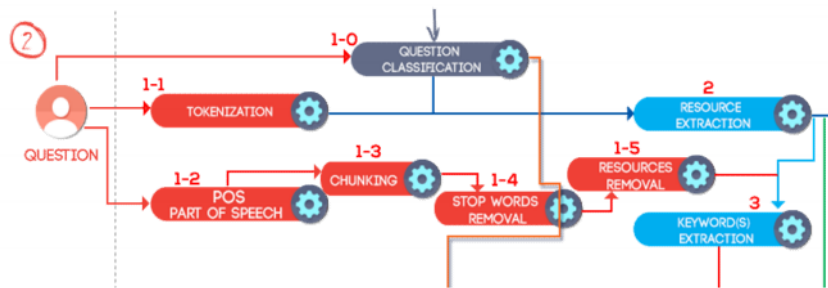 2
1-0
QUESTION
CLASSIFICATION
1-1
TOKENIZATION
2
RESOURCE
EXTRACTION
QUESTION
1-2
POS
PART OF SPEECH
1-3
CHUNKING
1-4
STOP WORDS
REMOVAL
1-5
RESOURCES
REMOVAL
3
KEYWORD(S)
EXTRACTION